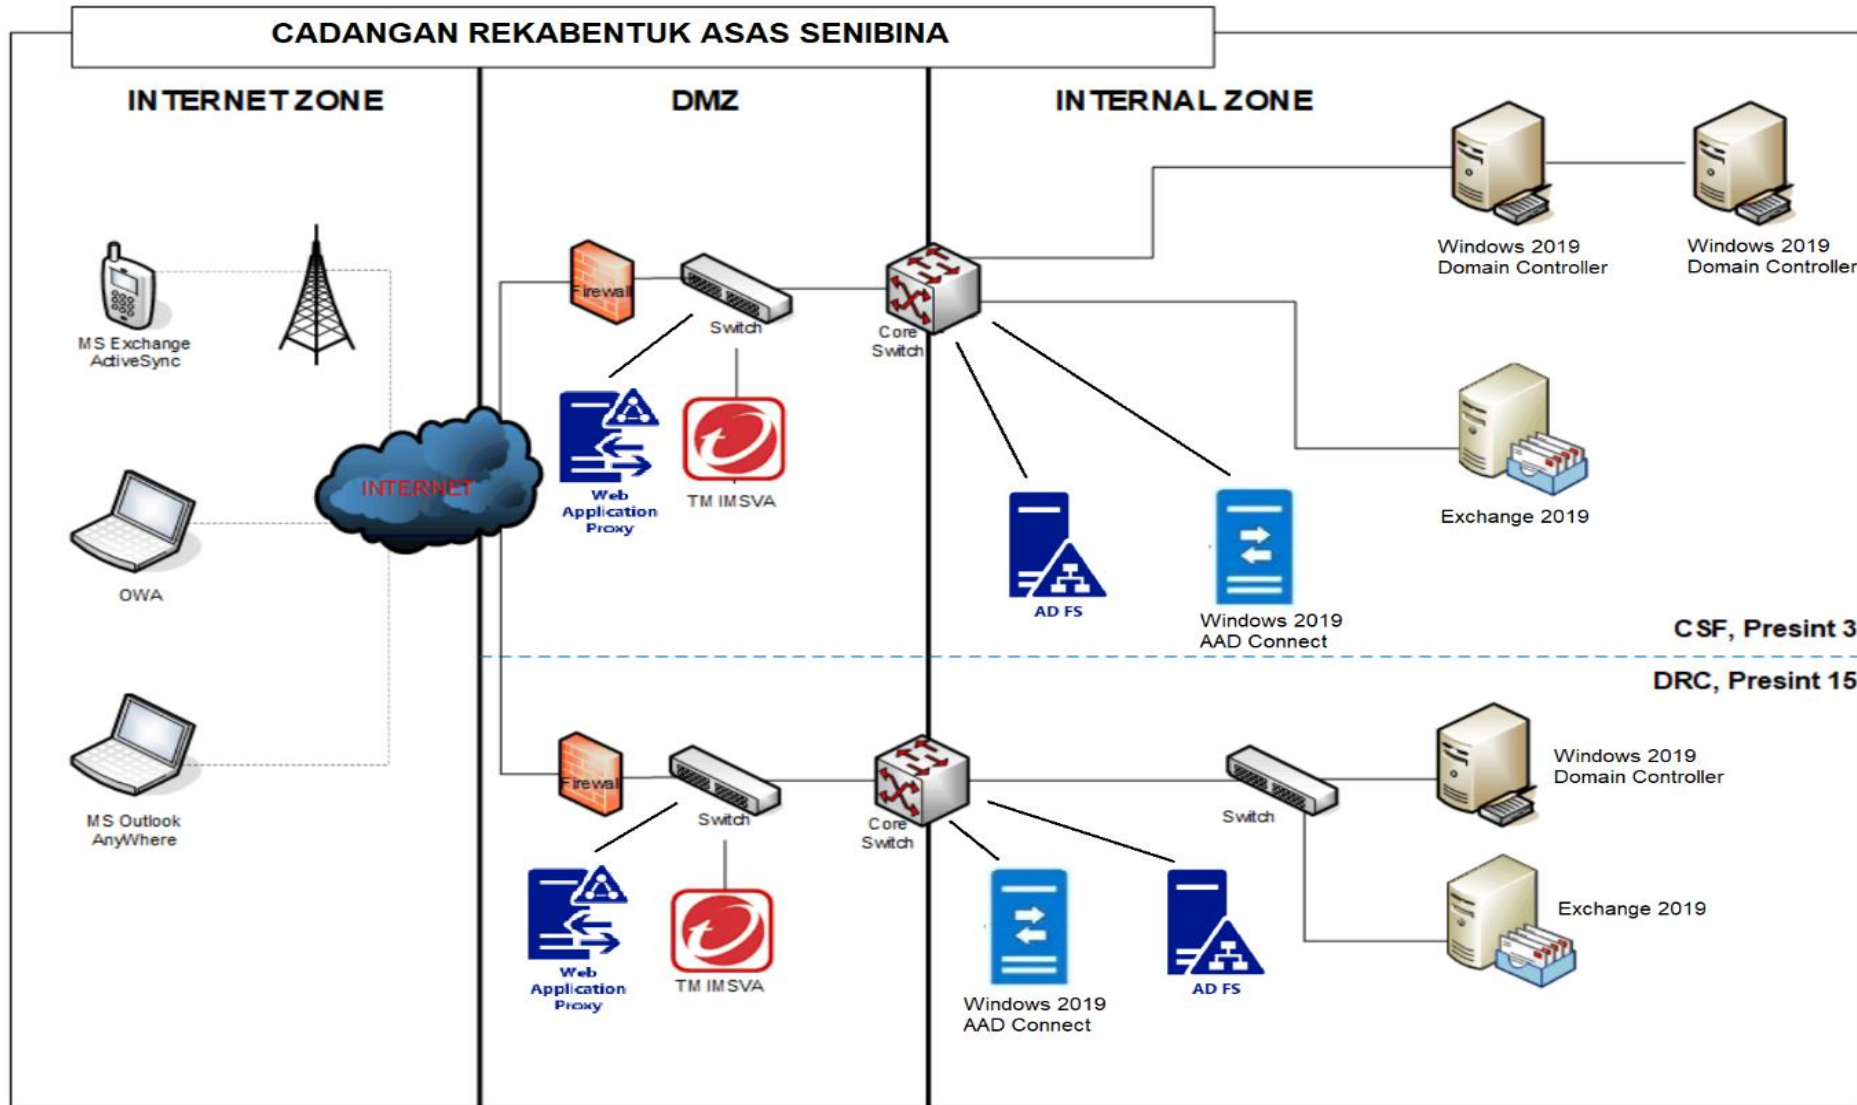 CADANGAN REKABENTUK ASAS SENIBINA
INTERNET ZONE
DMZ
INTERNAL ZONE
Windows 2019
Domain Controller
Windows 2019
Domain Controller
MS Exchange
ActiveSync
Firewall
Switch
Core
Switch
INTERNET
Web
Application
Proxy
TM IMSVA
Exchange 2019
OWA
AD FS
Windows 2019
AAD Connect
CSF, Presint 3
DRC, Presint 15
MS Outlook
AnyWhere
Firewall
Switch
Core
Switch
Switch
Windows 2019
Domain Controller
Web
Application
Proxy
TM IMSVA
Windows 2019
AAD Connect
AD FS
Exchange 2019